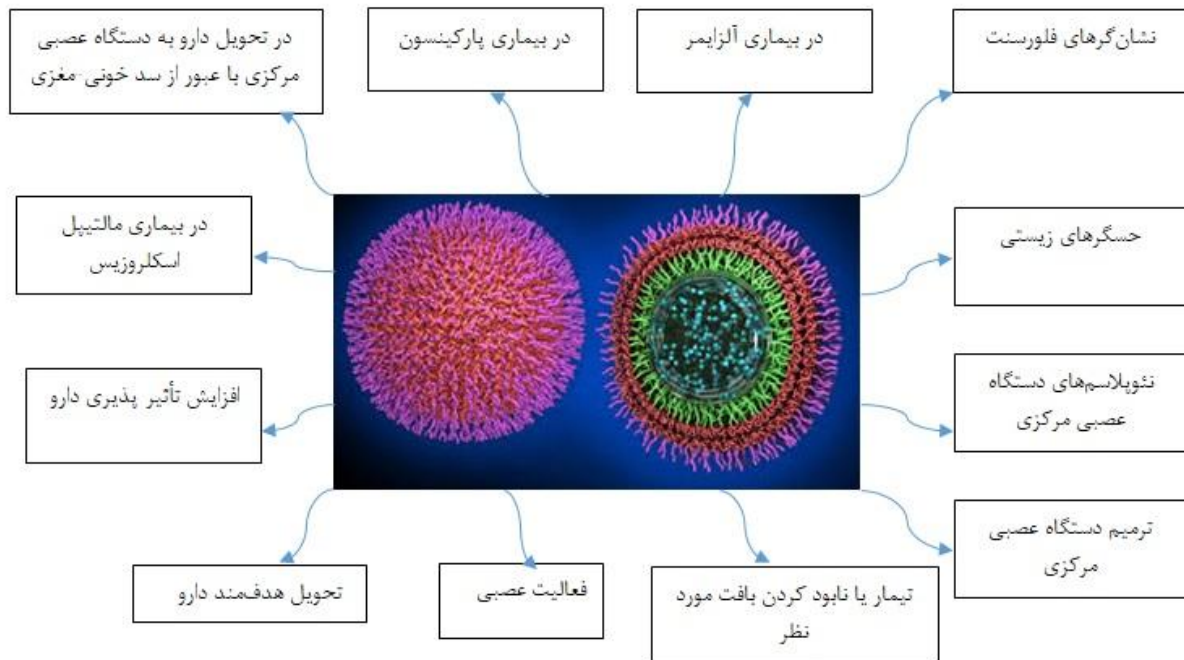 نشان‌گرهای فلورسنت
در بیماری آلزایمر
در بیماری پارکینسون
در تحویل دارو به دستگاه عصبی
مرکزی با عبور از سد خونی-مغزی
حسگرهای زیستی
در بیماری مالتیپل
اسکلروزیس
نئوپلاسم‌های دستگاه
عصبی مرکزی
افزایش تأثیر پذیری دارو
ترمیم دستگاه عصبی
مرکزی
تیمار یا نابود کردن بافت مورد
نظر
فعالیت عصبی
تحویل هدف‌مند دارو